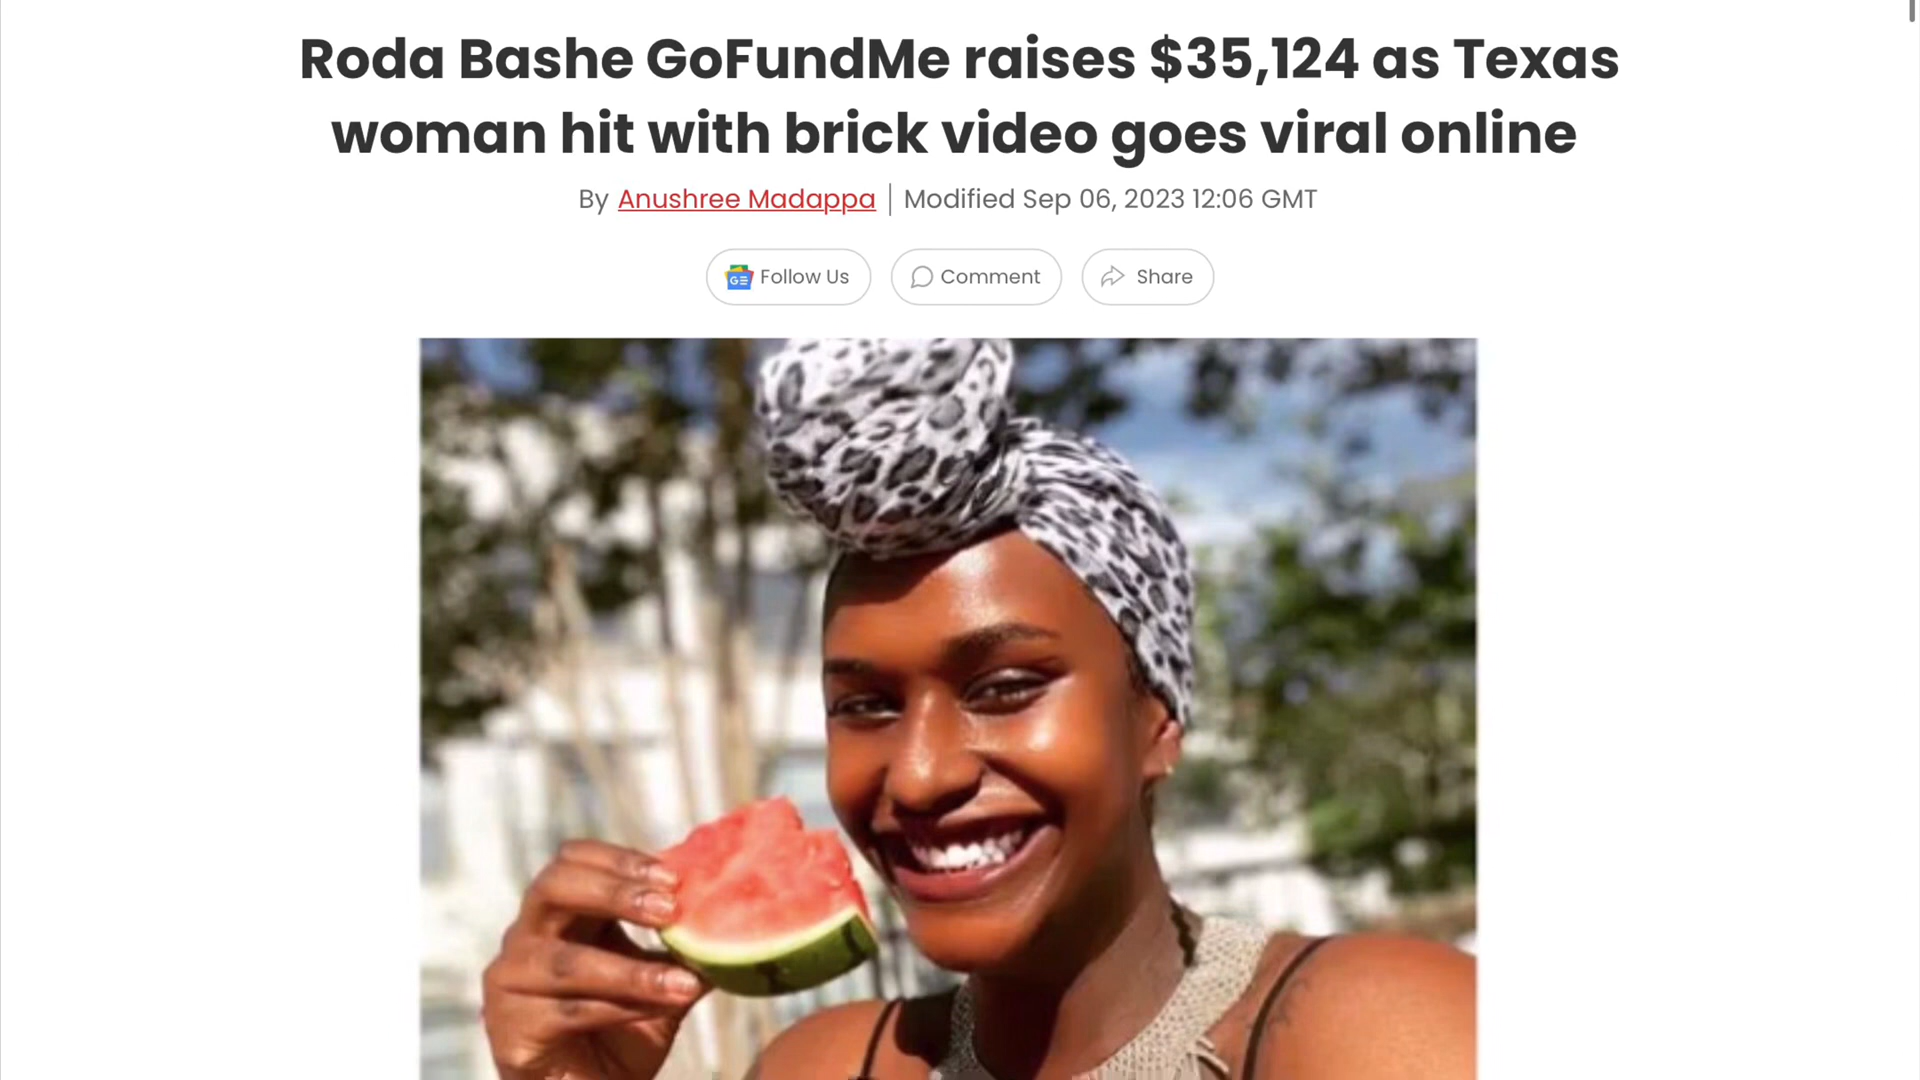 Roda Bashe GoFundMe raises $35,124 as Texas
woman hit with brick video goes viral online
By Anushree Madappa | Modified Sep 06, 2023 12:06 GMT
GE Follow Us Comment Share